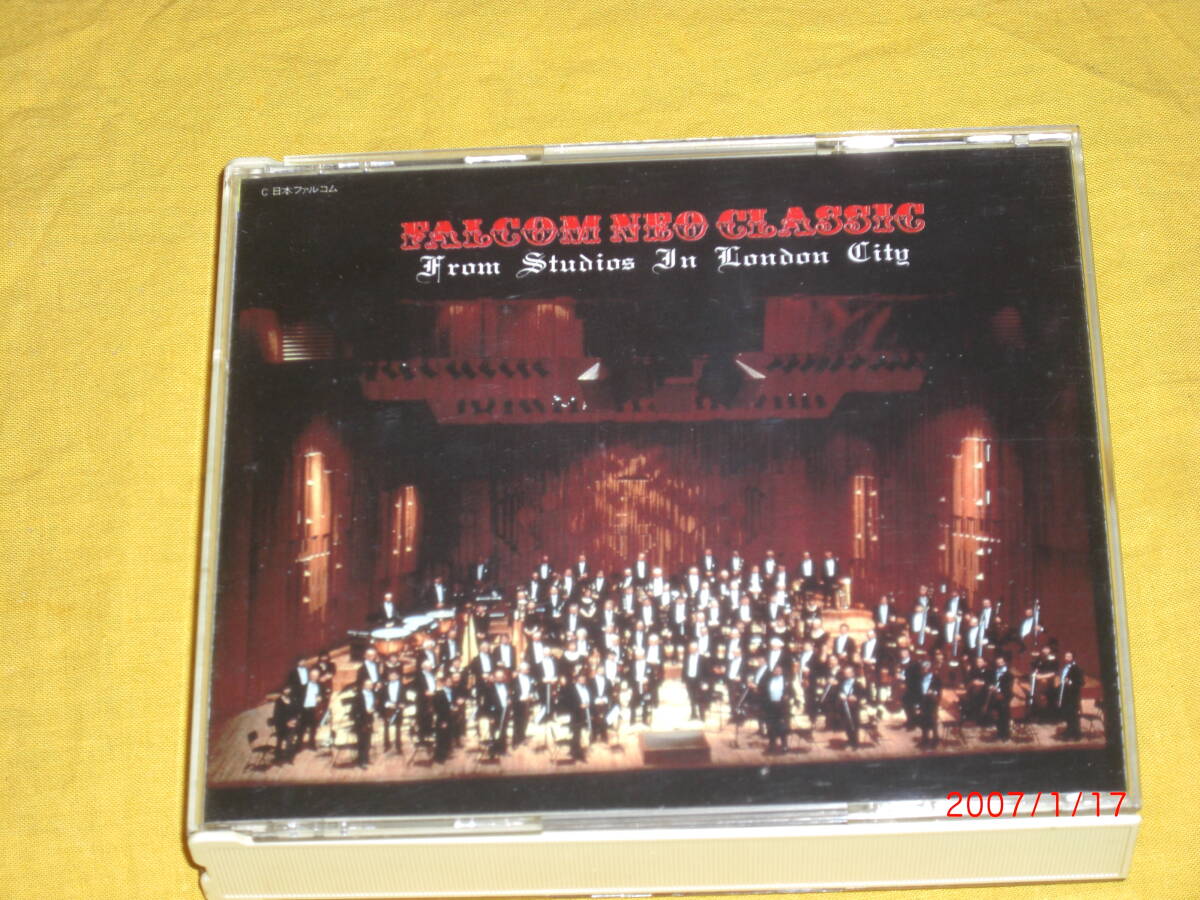 C 日本ファルコム
FALCOM NEO CLASSIC
From Studios In London City
2007/1/17